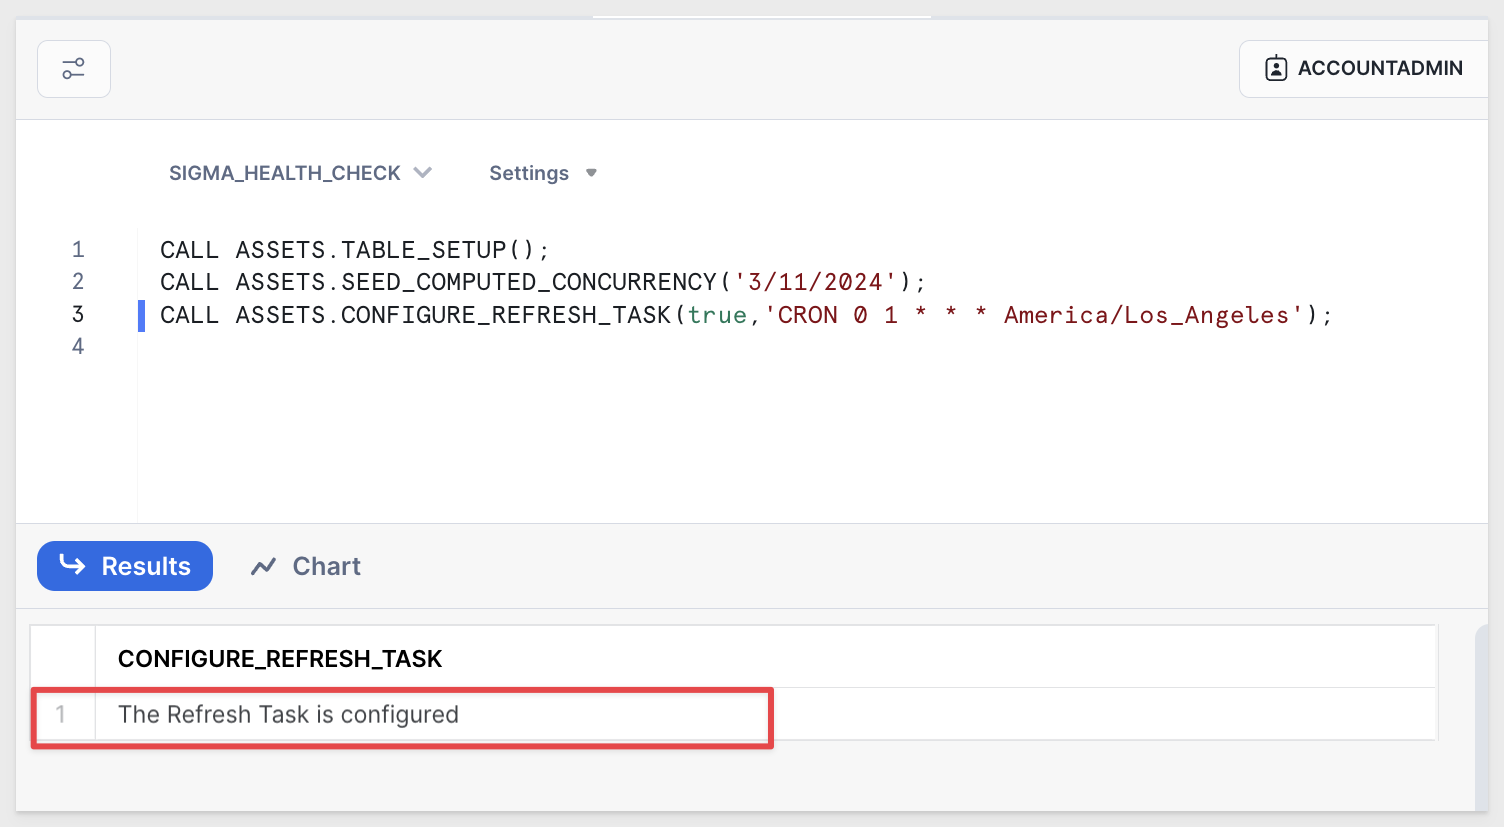 ACCOUNTADMIN
SIGMA_HEALTH_CHECK Settings
1 CALL ASSETS.TABLE_SETUP();
2 CALL ASSETS.SEED_COMPUTED_CONCURRENCY('3/11/2024');
3 CALL ASSETS.CONFIGURE_REFRESH_TASK(true,'CRON 0 1 * * * America/Los_Angeles');
4
Results Chart
CONFIGURE_REFRESH_TASK
1 The Refresh Task is configured